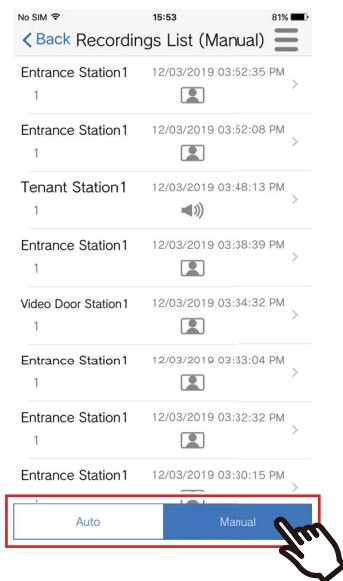 No SIM 15:53 81%
Back Recordings List (Manual)
Entrance Station1 12/03/2019 03:52:35 PM
1
Entrance Station1 12/03/2019 03:52:08 PM
1
Tenant Station1 12/03/2019 03:48:13 PM
1
Entrance Station1 12/03/2019 03:38:39 PM
1
Video Door Station1 12/03/2019 03:34:32 PM
1
Entrance Station1 12/03/2019 03:33:04 PM
1
Entrance Station1 12/03/2019 03:32:32 PM
1
Entrance Station1 12/03/2019 03:30:15 PM
Auto Manual